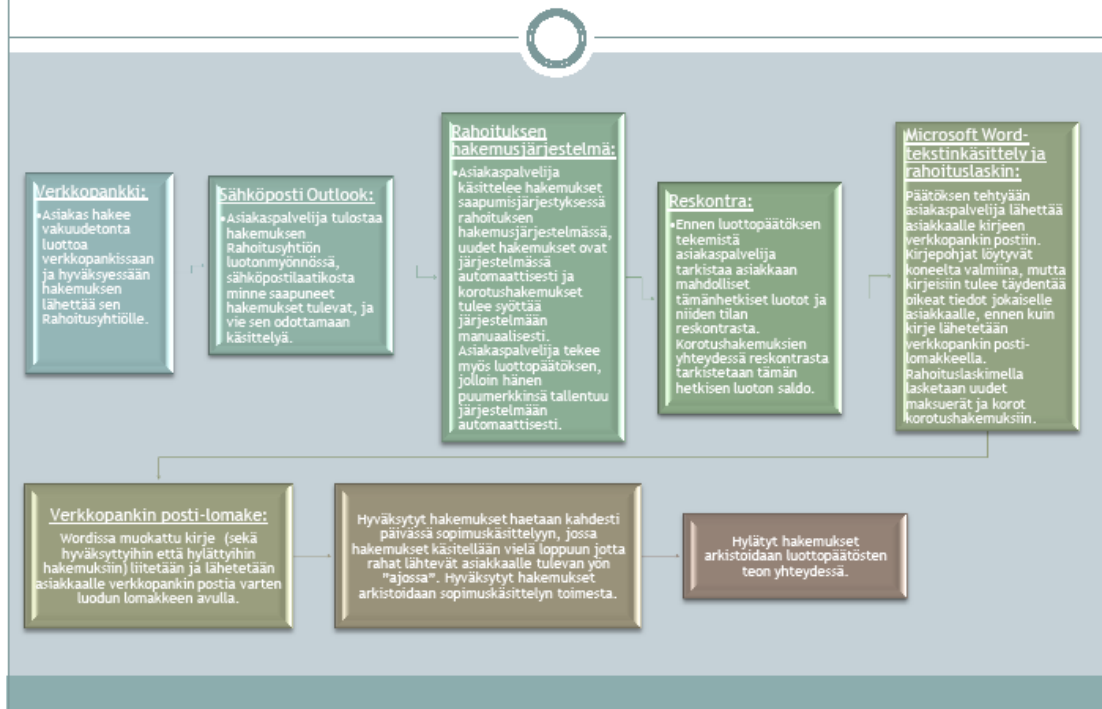 Verkkopankki:
•Asiakas hakee
vakuudetonta
luottoa
verkkopankissaan
ja hyväksyessään
hakemuksen
lähettää sen
Rahoitusyhtiölle.
Sähköposti Outlook:
•Asiakaspalvelija tulostaa
hakemuksen
Rahoitusyhtiön
luotonmyönnössä,
sähköpostilaatikosta
minne saapuneet
hakemukset tulevat, ja
vie sen odottamaan
käsittelyä.
Rahoituksen
hakemusjärjestelmä:
•Asiakaspalvelija
käsittelee hakemukset
saapumisjärjestyksessä
rahoituksen
hakemusjärjestelmässä,
uudet hakemukset ovat
järjestelmässä
automaattisesti ja
korotushakemukset
tulee syöttää
järjestelmään
manuaalisesti.
Asiakaspalvelija tekee
myös luottopäätöksen,
jolloin hänen
puumerkkinsä tallentuu
järjestelmään
automaattisesti.
Reskontra:
•Ennen luottopäätöksen
tekemistä
asiakaspalvelija
tarkistaa asiakkaan
mahdolliset
tämänhetkiset luotot ja
niiden tilan
reskontrasta.
Korotushakemuksien
yhteydessä reskontrasta
tarkistetaan tämän
hetkisen luoton saldo.
Microsoft Word-
tekstinkäsittely ja
rahoituslaskin:
Päätöksen tehtyään
asiakaspalvelija lähettää
asiakkaalle kirjeen
verkkopankin postiin.
Kirjepohjat löytyvät
koneelta valmiina, mutta
kirjeisiin tulee täydentää
oikeat tiedot jokaiselle
asiakkaalle, ennen kuin
kirje lähetetään
verkkopankin posti-
lomakkeella.
Rahoituslaskimella
lasketaan uudet
maksuerät ja korot
korotushakemuksiin.
Verkkopankin posti-lomake:
Wordissa muokattu kirje (sekä
hyväksyttyihin että hylättyihin
hakemuksiin) liitetään ja lähetetään
asiakkaalle verkkopankin postia varten
luodun lomakkeen avulla.
Hyväksytyt hakemukset haetaan kahdesti
päivässä sopimuskäsittelyyn, jossa
hakemukset käsitellään vielä loppuun jotta
rahat lähtevät asiakkaalle tulevan yön
"ajossa". Hyväksytyt hakemukset
arkistoidaan sopimuskäsittelyn toimesta.
Hylätyt hakemukset
arkistoidaan luottopäätösten
teon yhteydessä.